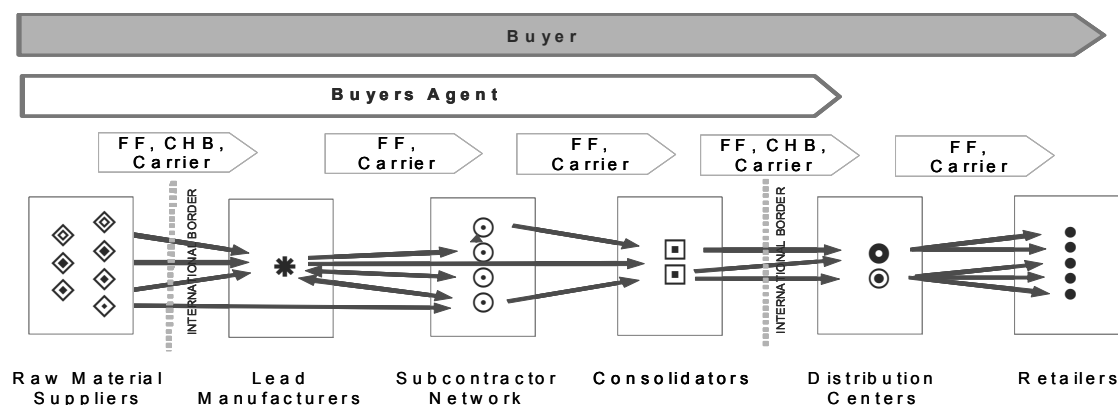 Buyer
Buyers Agent
FF, CHB,
Carrier
FF,
Carrier
FF,
Carrier
FF, CHB,
Carrier
FF,
Carrier
INTERNATIONAL BORDER
INTERNATIONAL BORDER
Raw Material
Suppliers
Lead
Manufacturers
Subcontractor
Network
Consolidators
Distribution
Centers
Retailers